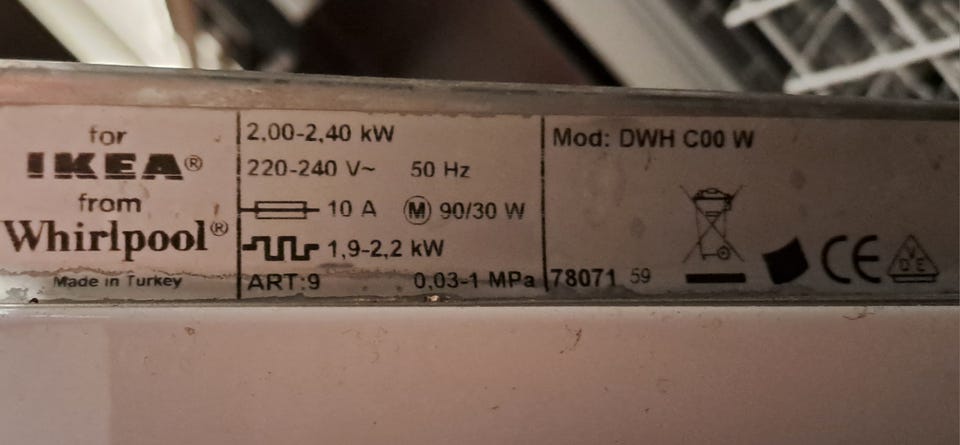 for
IKEA®
from
Whirlpool®
Made in Turkey
2,00-2,40 kW
220-240 V~ 50 Hz
10 A M 90/30 W
1,9-2,2 kW
ART:9 0,03-1 MPa
Mod: DWH C00 W
78071 59
CE